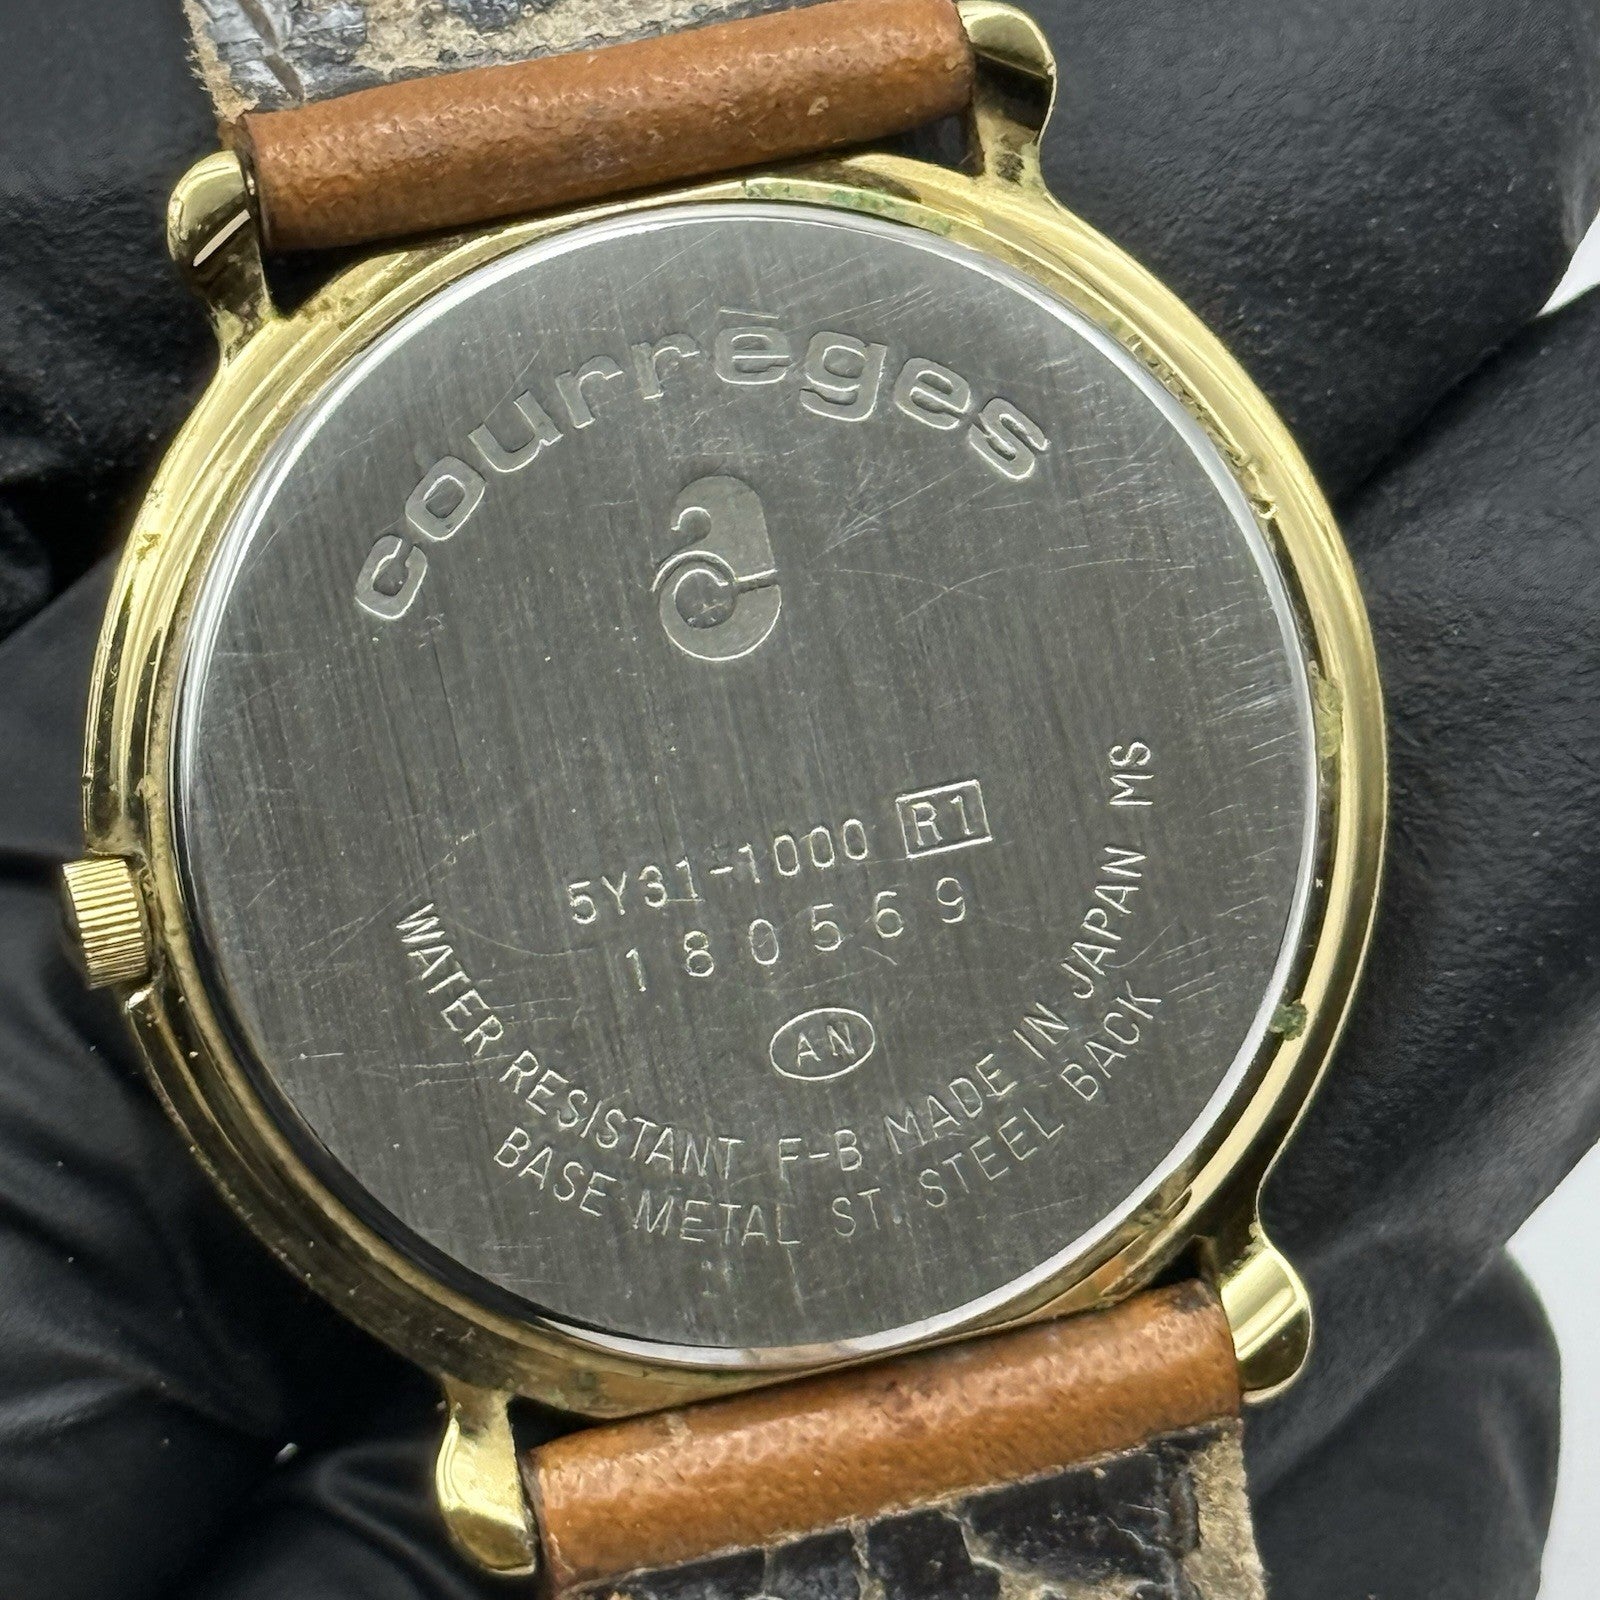 courrèges
5Y31-1000 R1
180569
AN
WATER RESISTANT F-B MADE IN JAPAN MS
BASE METAL ST. STEEL BACK